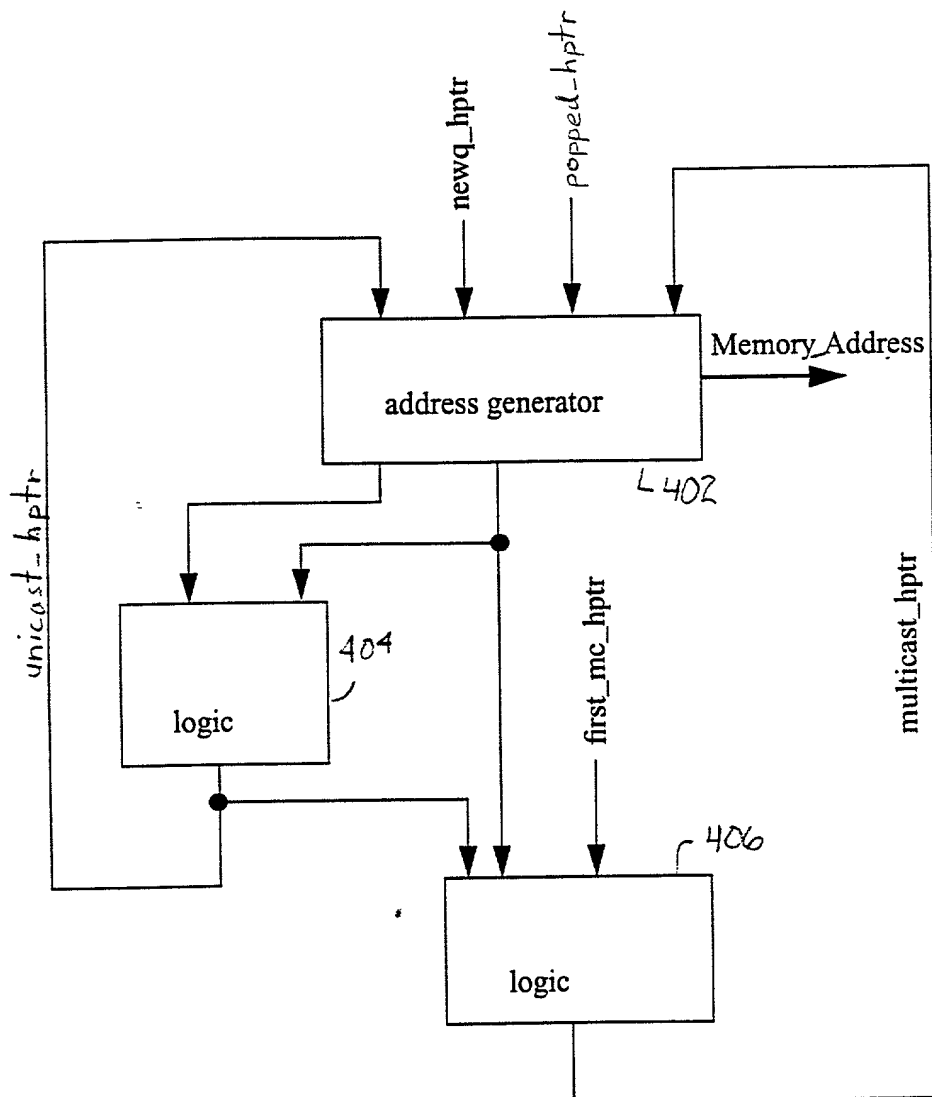 newq_hptr
popped_hptr
Memory_Address
address generator
402
unicast_hptr
404
logic
first_mc_hptr
multicast_hptr
406
logic